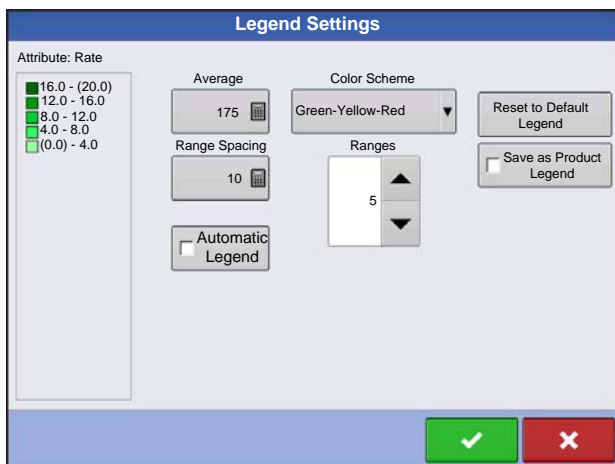 Legend Settings
Attribute: Rate
16.0 - (20.0)
12.0 - 16.0
8.0 - 12.0
4.0 - 8.0
(0.0) - 4.0
Average
175
Range Spacing
10
Automatic
Legend
Color Scheme
Green-Yellow-Red
Ranges
5
Reset to Default
Legend
Save as Product
Legend